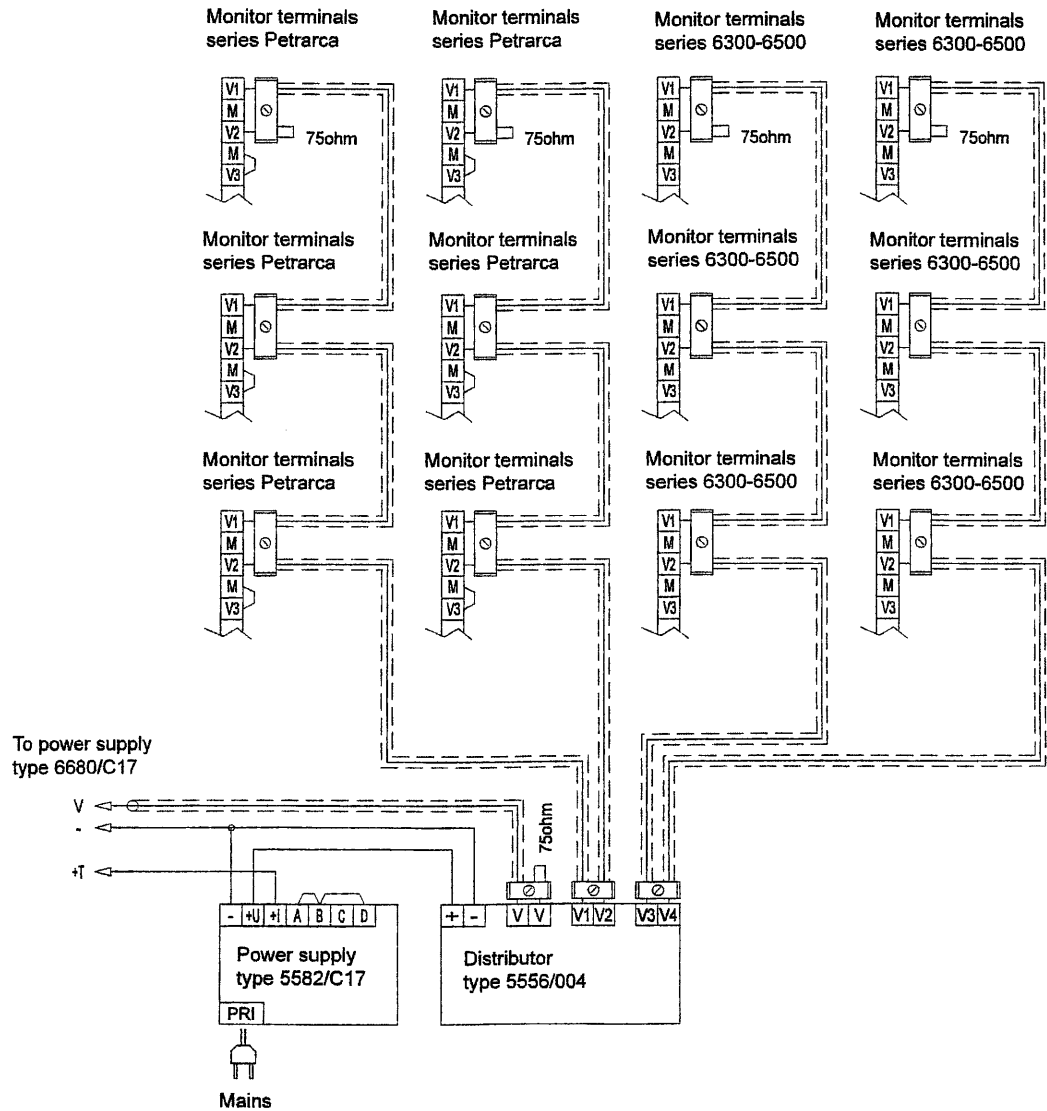 Monitor terminals
series Petrarca
Monitor terminals
series Petrarca
Monitor terminals
series 6300-6500
Monitor terminals
series 6300-6500
V1
M
V2
M
V3
75ohm
V1
M
V2
M
V3
75ohm
V1
M
V2
M
V3
75ohm
V1
M
V2
M
V3
75ohm
Monitor terminals
series Petrarca
Monitor terminals
series Petrarca
Monitor terminals
series 6300-6500
Monitor terminals
series 6300-6500
V1
M
V2
M
V3
V1
M
V2
M
V3
V1
M
V2
M
V3
V1
M
V2
M
V3
Monitor terminals
series Petrarca
Monitor terminals
series Petrarca
Monitor terminals
series 6300-6500
Monitor terminals
series 6300-6500
V1
M
V2
M
V3
V1
M
V2
M
V3
V1
M
V2
M
V3
V1
M
V2
M
V3
To power supply
type 6680/C17
V
-
+T
75ohm
- +U +I A B C D
+ - V V V1 V2 V3 V4
Power supply
type 5582/C17
Distributor
type 5556/004
PRI
Mains